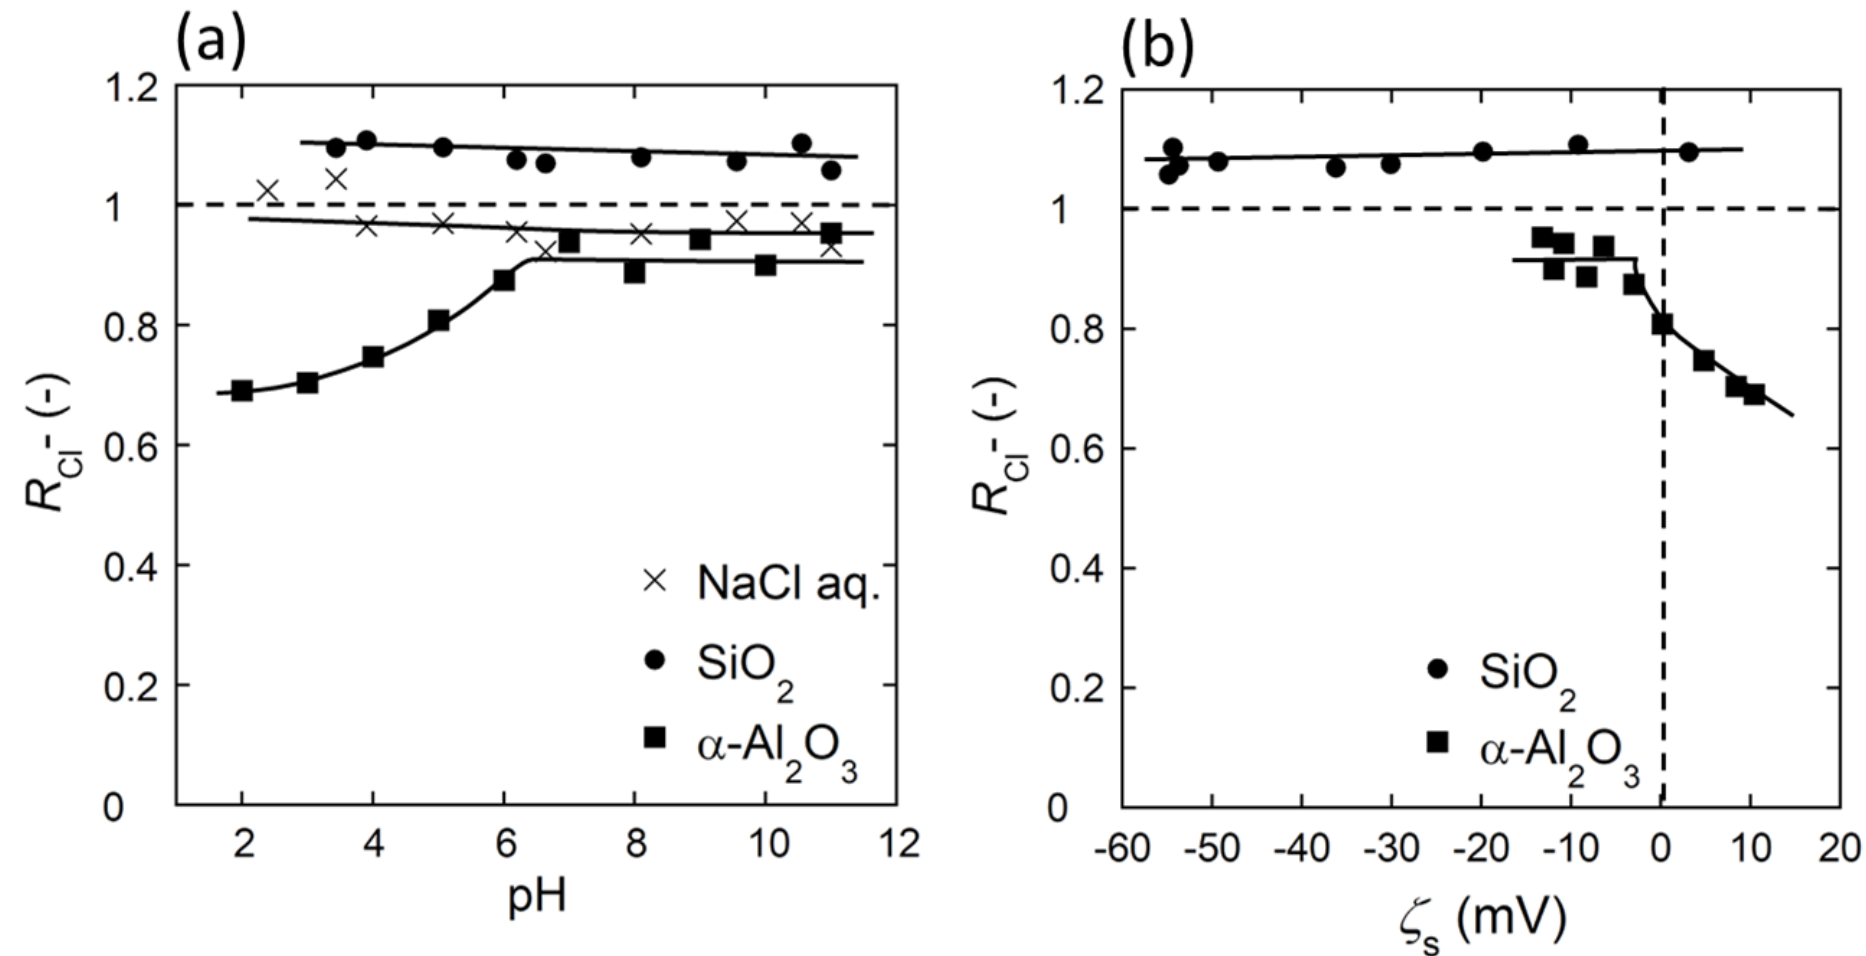 (a)
1.2
1
0.8
0.6
0.4
0.2
0
R_Cl⁻ (-)
2 4 6 8 10 12
pH
NaCl aq.
SiO₂
α-Al₂O₃
(b)
1.2
1
0.8
0.6
0.4
0.2
0
R_Cl⁻ (-)
-60 -50 -40 -30 -20 -10 0 10 20
ζₛ (mV)
SiO₂
α-Al₂O₃